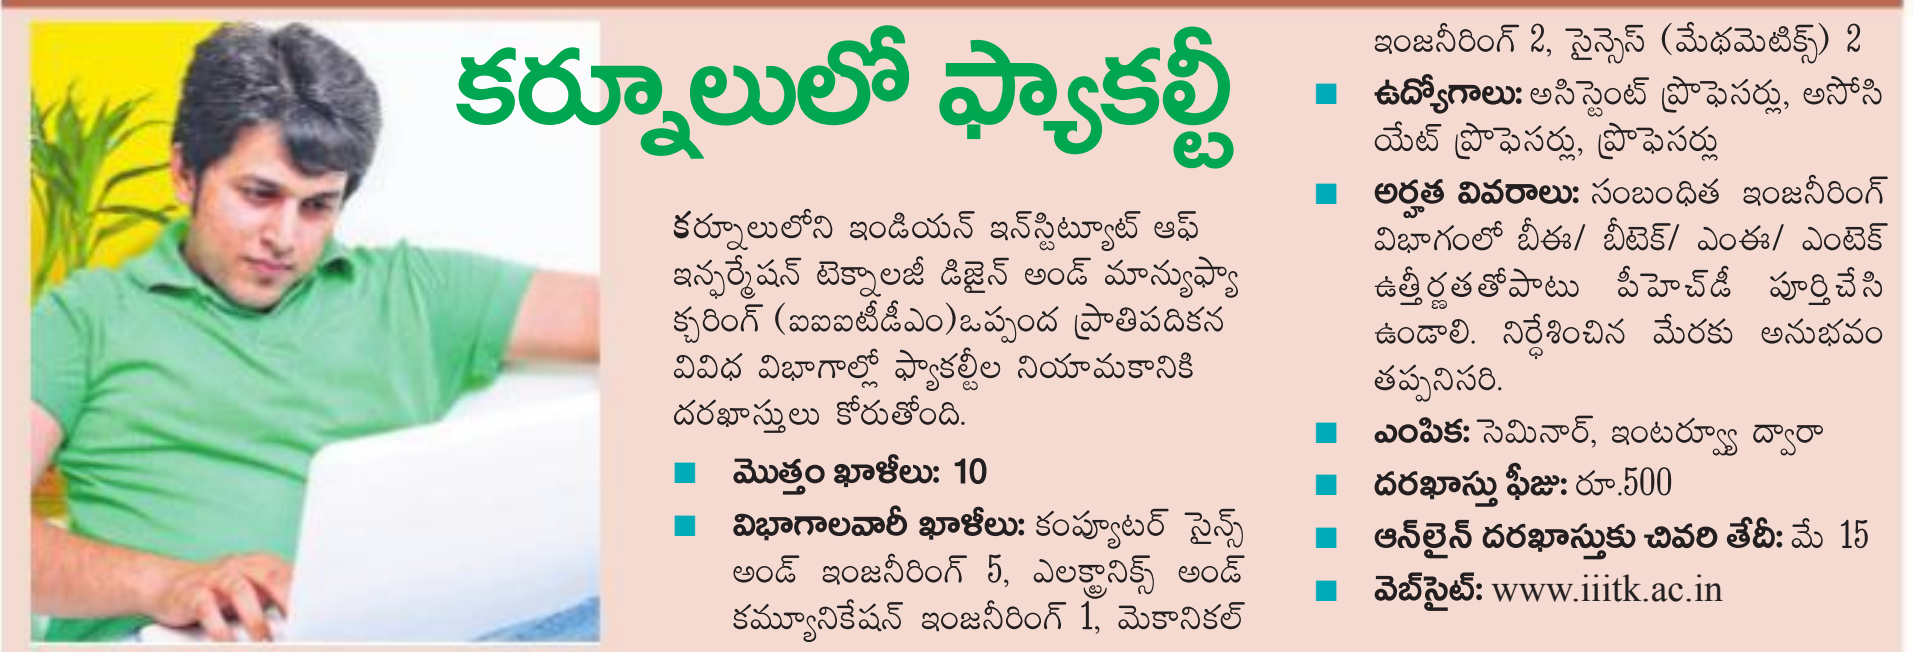 కర్నూలులో ఫ్యాకల్టీ
కర్నూలులోని ఇండియన్ ఇన్‌స్టిట్యూట్ ఆఫ్
ఇన్ఫర్మేషన్ టెక్నాలజీ డిజైన్ అండ్ మాన్యుఫ్యా
క్చరింగ్ (ఐఐఐటీడీఎం)ఒప్పంద ప్రాతిపదికన
వివిధ విభాగాల్లో ఫ్యాకల్టీల నియామకానికి
దరఖాస్తులు కోరుతోంది.
■ మొత్తం ఖాళీలు: 10
■ విభాగాలవారీ ఖాళీలు: కంప్యూటర్ సైన్స్
అండ్ ఇంజనీరింగ్ 5, ఎలక్ట్రానిక్స్ అండ్
కమ్యూనికేషన్ ఇంజనీరింగ్ 1, మెకానికల్
ఇంజనీరింగ్ 2, సైన్సెస్ (మేథమెటిక్స్) 2
■ ఉద్యోగాలు: అసిస్టెంట్ ప్రొఫెసర్లు, అసోసి
యేట్ ప్రొఫెసర్లు, ప్రొఫెసర్లు
■ అర్హత వివరాలు: సంబంధిత ఇంజనీరింగ్
విభాగంలో బీఈ/ బీటెక్/ ఎంఈ/ ఎంటెక్
ఉత్తీర్ణతతోపాటు పీహెచ్‌డీ పూర్తిచేసి
ఉండాలి. నిర్ధేశించిన మేరకు అనుభవం
తప్పనిసరి.
■ ఎంపిక: సెమినార్, ఇంటర్వ్యూ ద్వారా
■ దరఖాస్తు ఫీజు: రూ.500
■ ఆన్‌లైన్ దరఖాస్తుకు చివరి తేదీ: మే 15
■ వెబ్‌సైట్: www.iiitk.ac.in